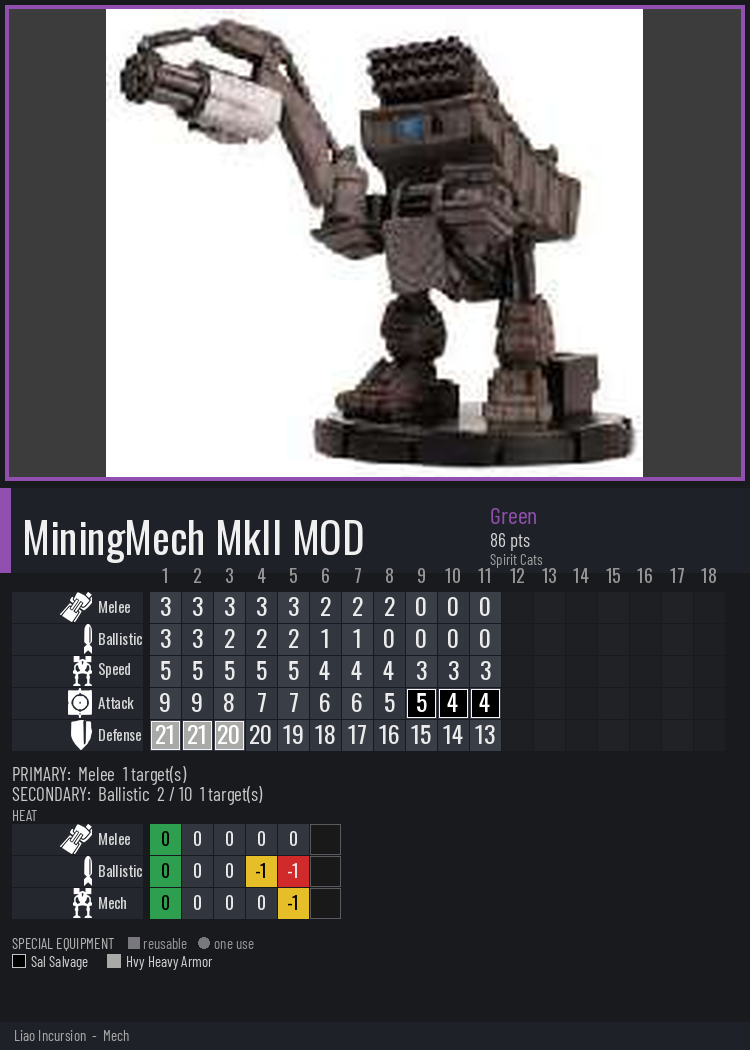 MiningMech MkII MOD
Green
86 pts
Spirit Cats
1 2 3 4 5 6 7 8 9 10 11 12 13 14 15 16 17 18
Melee 3 3 3 3 3 2 2 2 0 0 0
Ballistic 3 3 2 2 2 1 1 0 0 0 0
Speed 5 5 5 5 5 4 4 4 3 3 3
Attack 9 9 8 7 7 6 6 5 5 4 4
Defense 21 21 20 20 19 18 17 16 15 14 13
PRIMARY: Melee 1 target(s)
SECONDARY: Ballistic 2 / 10 1 target(s)
HEAT
Melee 0 0 0 0 0
Ballistic 0 0 0 -1 -1
Mech 0 0 0 0 -1
SPECIAL EQUIPMENT reusable one use
Sal Salvage Hvy Heavy Armor
Liao Incursion - Mech